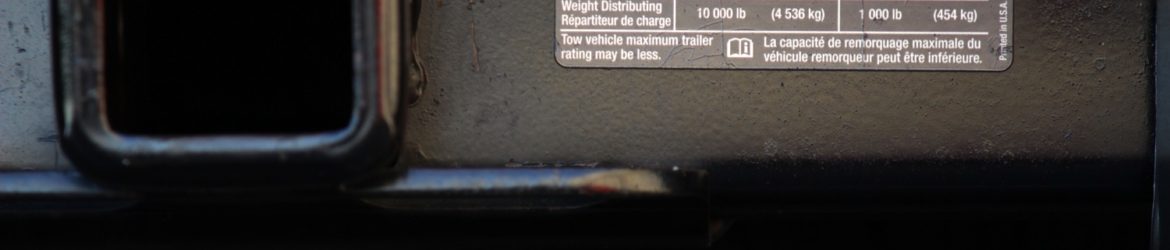 Weight Distributing
Répartiteur de charge
10 000 lb (4 536 kg) 1 000 lb (454 kg)
Tow vehicle maximum trailer
rating may be less.
La capacité de remorquage maximale du
véhicule remorqueur peut être inférieure.
Printed in U.S.A.